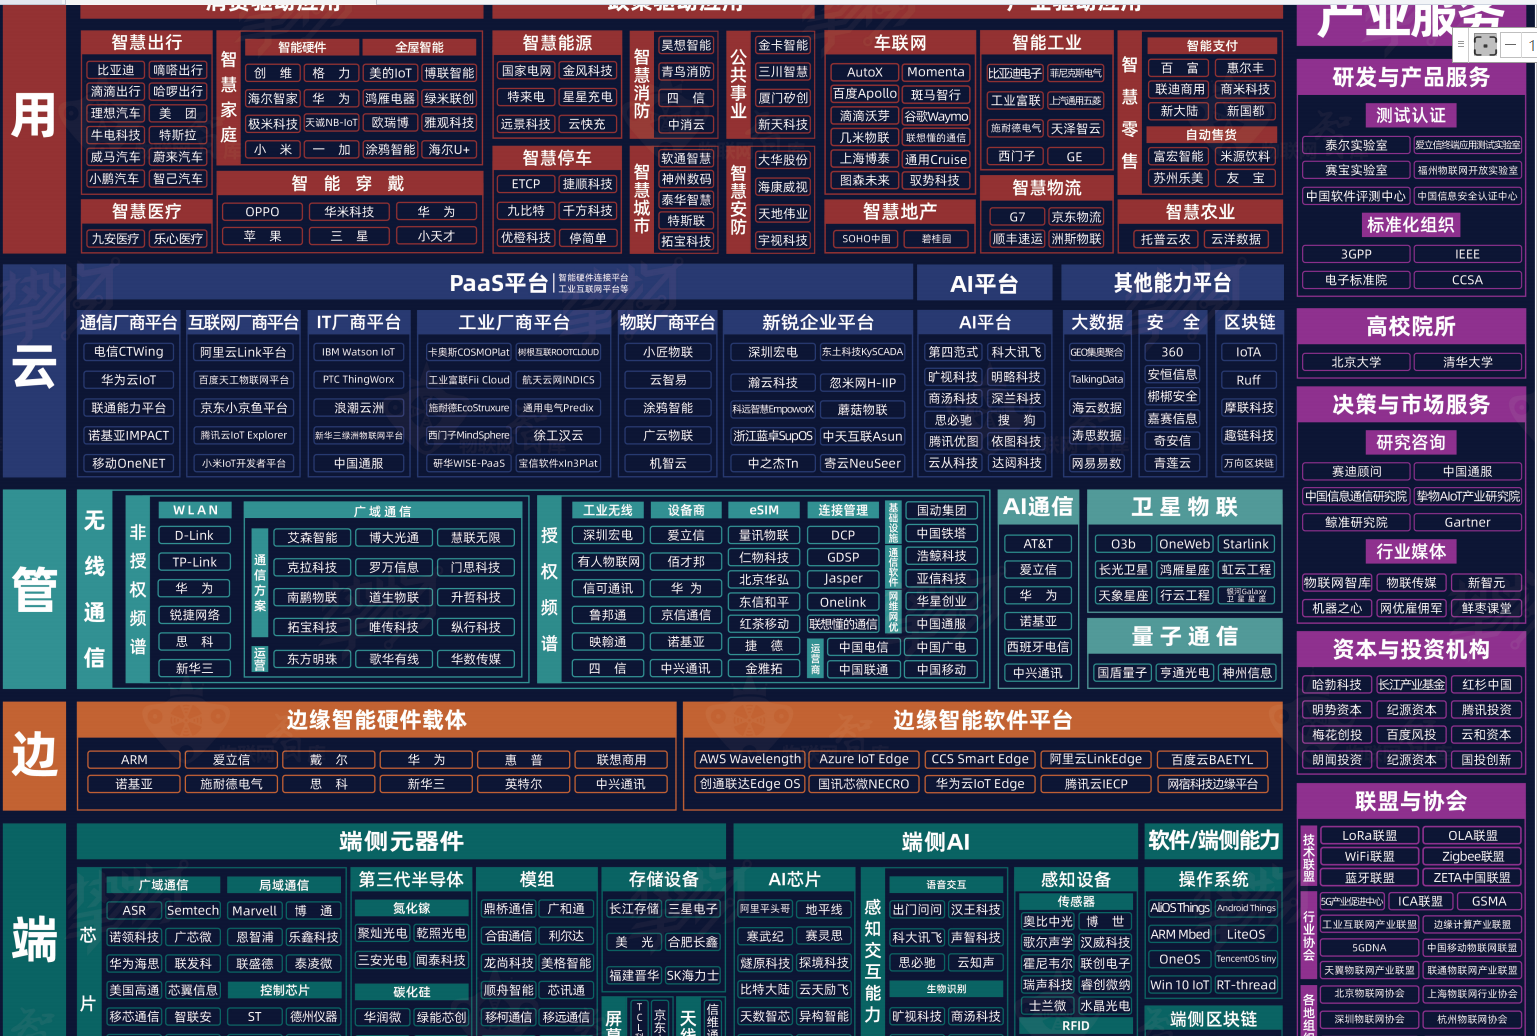 消费驱动应用
政策驱动应用
产业驱动应用
产业服务
用
智慧出行
比亚迪 嘀嗒出行
滴滴出行 哈啰出行
理想汽车 美 团
牛电科技 特斯拉
威马汽车 蔚来汽车
小鹏汽车 智己汽车
智慧医疗
九安医疗 乐心医疗
智慧家庭
智能硬件 全屋智能
创 维 格 力 美的IoT 博联智能
海尔智家 华 为 鸿雁电器 绿米联创
极米科技 天诚NB-IoT 欧瑞博 雅观科技
小 米 一 加 涂鸦智能 海尔U+
智 能 穿 戴
OPPO 华米科技 华 为
苹 果 三 星 小天才
智慧能源
国家电网 金风科技
特来电 星星充电
远景科技 云快充
智慧停车
ETCP 捷顺科技
九比特 千方科技
优橙科技 停简单
智慧消防
昊想智能
青鸟消防
四 信
中消云
智慧城市
软通智慧
神州数码
泰华智慧
特斯联
拓宝科技
公共事业
金卡智能
三川智慧
厦门矽创
新天科技
智慧安防
大华股份
海康威视
天地伟业
宇视科技
车联网
AutoX Momenta
百度Apollo 斑马智行
滴滴沃芽 谷歌Waymo
几米物联 联想懂的通信
上海博泰 通用Cruise
图森未来 驭势科技
智慧地产
SOHO中国 碧桂园
智能工业
比亚迪电子 菲尼克斯电气
工业富联 上汽通用五菱
施耐德电气 天泽智云
西门子 GE
智慧物流
G7 京东物流
顺丰速运 洲斯物联
智慧零售
智能支付
百 富 惠尔丰
联迪商用 商米科技
新大陆 新国都
自动售货
富宏智能 米源饮料
苏州乐美 友 宝
智慧农业
托普云农 云洋数据
云
PaaS平台 智能硬件连接平台
工业互联网平台等
AI平台
其他能力平台
通信厂商平台
电信CTWing
华为云IoT
联通能力平台
诺基亚IMPACT
移动OneNET
互联网厂商平台
阿里云Link平台
百度天工物联网平台
京东小京鱼平台
腾讯云IoT Explorer
小米IoT开发者平台
IT厂商平台
IBM Watson IoT
PTC ThingWorx
浪潮云洲
新华三绿洲物联网平台
中国通服
工业厂商平台
卡奥斯COSMOPlat 树根互联ROOTCLOUD
工业富联Fii Cloud 航天云网INDICS
施耐德EcoStruxure 通用电气Predix
西门子MindSphere 徐工汉云
研华WISE-PaaS 宝信软件xIn3Plat
物联厂商平台
小匠物联
云智易
涂鸦智能
广云物联
机智云
新锐企业平台
深圳宏电 东土科技KySCADA
瀚云科技 忽米网H-IIP
科远智慧EmpoworX 蘑菇物联
浙江蓝卓SupOS 中天互联Asun
中之杰Tn 寄云NeuSeer
AI平台
第四范式 科大讯飞
旷视科技 明略科技
商汤科技 深兰科技
思必驰 搜 狗
腾讯优图 依图科技
云从科技 达闼科技
大数据
GEO集奥聚合
TalkingData
海云数据
涛思数据
网易易数
安 全
360
安恒信息
梆梆安全
嘉赛信息
奇安信
青莲云
区块链
IoTA
Ruff
摩联科技
趣链科技
万向区块链
管
无线通信
非授权频谱
WLAN
D-Link
TP-Link
华 为
锐捷网络
思 科
新华三
广域通信
通信方案
艾森智能 博大光通 慧联无限
克拉科技 罗万信息 门思科技
南鹏物联 道生物联 升哲科技
拓宝科技 唯传科技 纵行科技
运营
东方明珠 歌华有线 华数传媒
授权频谱
工业无线
深圳宏电
有人物联网
信可通讯
鲁邦通
映翰通
四 信
设备商
爱立信
佰才邦
华 为
京信通信
诺基亚
中兴通讯
eSIM
量讯物联
仁物科技
北京华弘
东信和平
红茶移动
捷 德
金雅拓
连接管理
DCP
GDSP
Jasper
Onelink
联想懂的通信
运营商
中国电信 中国广电
中国联通 中国移动
基础设施
国动集团
中国铁塔
通信软件
浩鲸科技
亚信科技
网维网优
华星创业
中国通服
AI通信
AT&T
爱立信
华 为
诺基亚
西班牙电信
中兴通讯
卫星物联
O3b OneWeb Starlink
长光卫星 鸿雁星座 虹云工程
天象星座 行云工程 银河Galaxy
卫星星座
量子通信
国盾量子 亨通光电 神州信息
边
边缘智能硬件载体
ARM 爱立信 戴 尔 华 为 惠 普 联想商用
诺基亚 施耐德电气 思 科 新华三 英特尔 中兴通讯
边缘智能软件平台
AWS Wavelength Azure IoT Edge CCS Smart Edge 阿里云LinkEdge 百度云BAETYL
创通联达Edge OS 国讯芯微NECRO 华为云IoT Edge 腾讯云IECP 网宿科技边缘平台
端
端侧元器件
端侧AI
软件/端侧能力
芯片
广域通信
ASR Semtech
诺领科技 广芯微
华为海思 联发科
美国高通 芯翼信息
移芯通信 智联安
局域通信
Marvell 博 通
恩智浦 乐鑫科技
联盛德 泰凌微
控制芯片
ST 德州仪器
第三代半导体
氮化镓
聚灿光电 乾照光电
三安光电 闻泰科技
碳化硅
华润微 绿能芯创
模组
鼎桥通信 广和通
合宙通信 利尔达
龙尚科技 美格智能
顺舟智能 芯讯通
移柯通信 移远通信
存储设备
长江存储 三星电子
美 光 合肥长鑫
福建晋华 SK海力士
屏幕
TCL
京东
天线
信维通
AI芯片
阿里平头哥 地平线
寒武纪 赛灵思
燧原科技 探境科技
比特大陆 云天励飞
天数智芯 异构智能
感知交互能力
语音交互
出门问问 汉王科技
科大讯飞 声智科技
思必驰 云知声
生物识别
旷视科技 商汤科技
感知设备
传感器
奥比中光 博 世
歌尔声学 汉威科技
霍尼韦尔 联创电子
瑞声科技 睿创微纳
士兰微 水晶光电
RFID
操作系统
AliOS Things Android Things
ARM Mbed LiteOS
OneOS TencentOS tiny
Win 10 IoT RT-thread
端侧区块链
研发与产品服务
测试认证
泰尔实验室 爱立信终端应用测试实验室
赛宝实验室 福州物联网开放实验室
中国软件评测中心 中国信息安全认证中心
标准化组织
3GPP IEEE
电子标准院 CCSA
高校院所
北京大学 清华大学
决策与市场服务
研究咨询
赛迪顾问 中国通服
中国信息通信研究院 挚物AIoT产业研究院
鲸准研究院 Gartner
行业媒体
物联网智库 物联传媒 新智元
机器之心 网优雇佣军 鲜枣课堂
资本与投资机构
哈勃科技 长江产业基金 红杉中国
明势资本 纪源资本 腾讯投资
梅花创投 百度风投 云和资本
朗闻投资 纪源资本 国投创新
联盟与协会
技术联盟
LoRa联盟 OLA联盟
WiFi联盟 Zigbee联盟
蓝牙联盟 ZETA中国联盟
行业协会
5G产业促进中心 ICA联盟 GSMA
工业互联网产业联盟 边缘计算产业联盟
5GDNA 中国移动物联网联盟
天翼物联网产业联盟 联通物联网产业联盟
各地组织
北京物联网协会 上海物联网行业协会
深圳物联网协会 杭州物联网协会